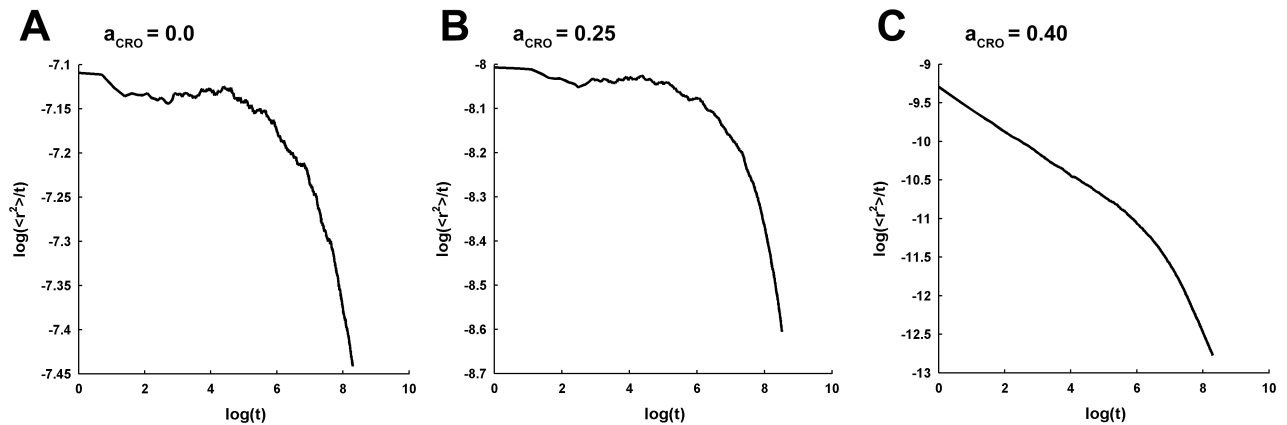 A
a_CRO = 0.0
-7.1
-7.15
-7.2
-7.25
-7.3
-7.35
-7.4
-7.45
log(<r²>/t)
0 2 4 6 8 10
log(t)
B
a_CRO = 0.25
-8
-8.1
-8.2
-8.3
-8.4
-8.5
-8.6
-8.7
log(<r²>/t)
0 2 4 6 8 10
log(t)
C
a_CRO = 0.40
-9
-9.5
-10
-10.5
-11
-11.5
-12
-12.5
-13
log(<r²>/t)
0 2 4 6 8 10
log(t)